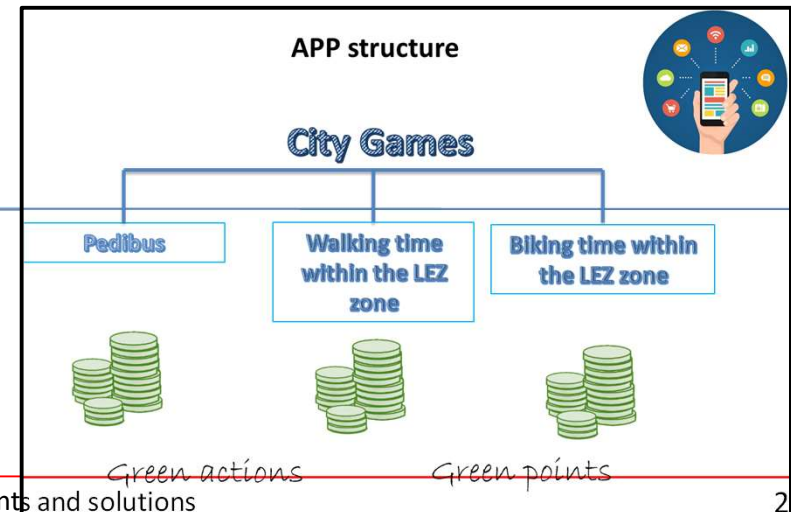 APP structure
City Games
Pedibus
Walking time
within the LEZ
zone
Biking time within
the LEZ zone
Green actions
Green points
nts and solutions
2